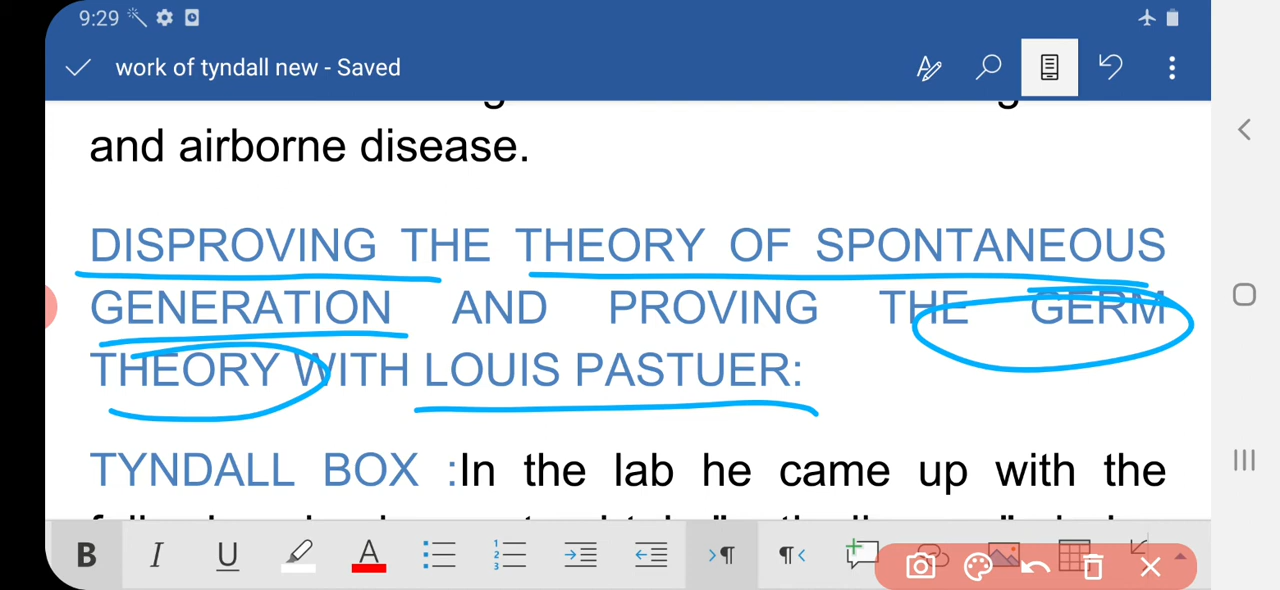 9:29
work of tyndall new - Saved
and airborne disease.
DISPROVING THE THEORY OF SPONTANEOUS
GENERATION AND PROVING THE GERM
THEORY WITH LOUIS PASTUER:
TYNDALL BOX :In the lab he came up with the
B I U A